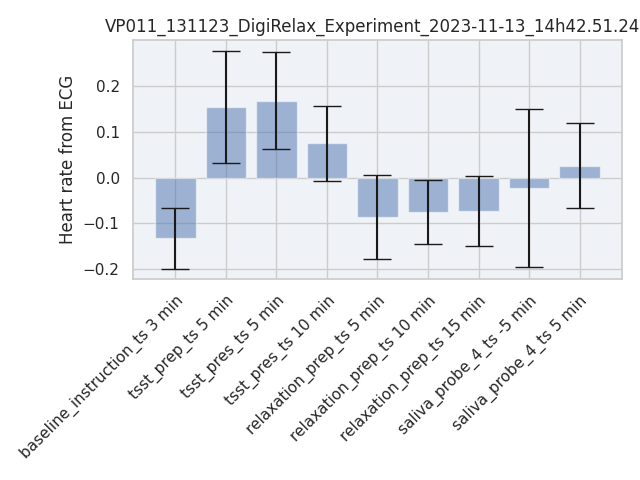 VP011_131123_DigiRelax_Experiment_2023-11-13_14h42.51.24
Heart rate from ECG
0.2
0.1
0.0
−0.1
−0.2
baseline_instruction_ts 3 min
tsst_prep_ts 5 min
tsst_pres_ts 5 min
tsst_pres_ts 10 min
relaxation_prep_ts 5 min
relaxation_prep_ts 10 min
relaxation_prep_ts 15 min
saliva_probe_4_ts -5 min
saliva_probe_4_ts 5 min